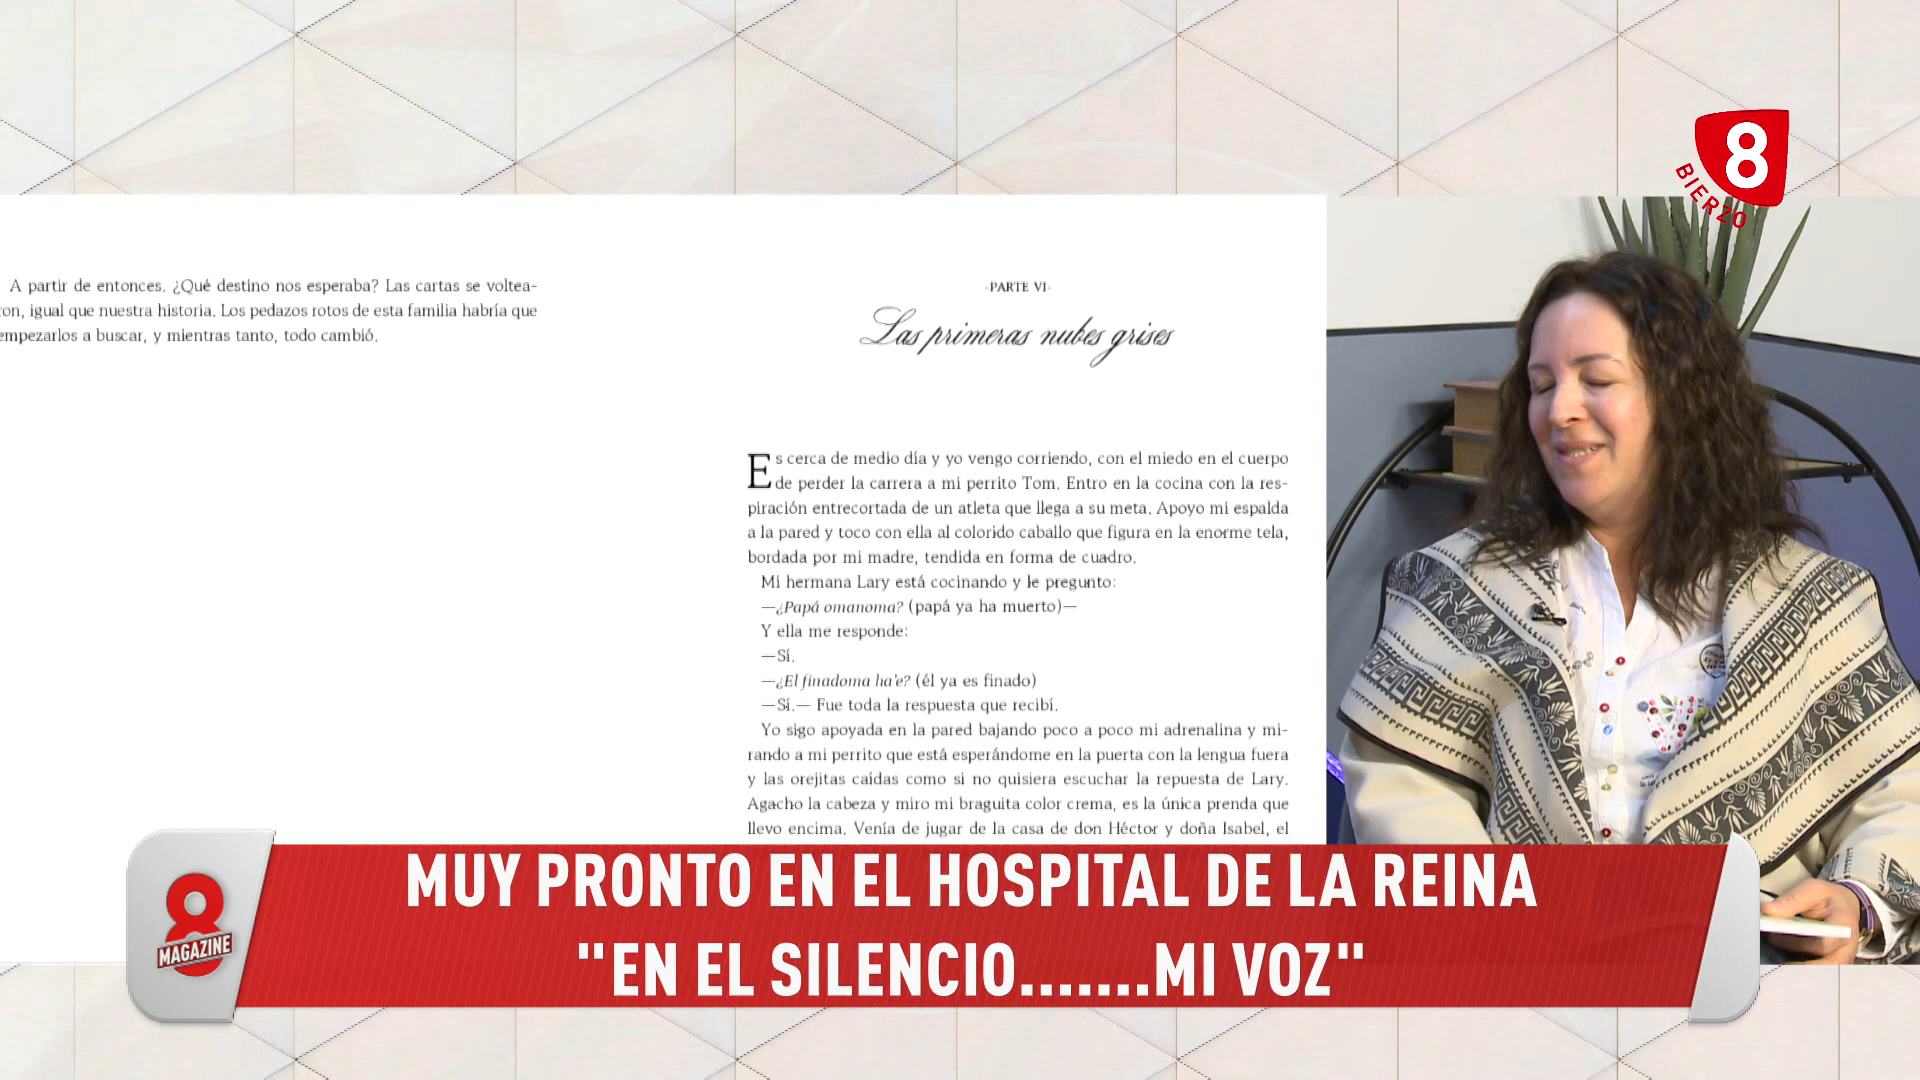 8
BIERZO
A partir de entonces. ¿Qué destino nos esperaba? Las cartas se voltea-
ron, igual que nuestra historia. Los pedazos rotos de esta familia habría que
empezarlos a buscar, y mientras tanto, todo cambió.
·PARTE VI·
Las primeras nubes grises
Es cerca de medio día y yo vengo corriendo, con el miedo en el cuerpo
de perder la carrera a mi perrito Tom. Entro en la cocina con la res-
piración entrecortada de un atleta que llega a su meta. Apoyo mi espalda
a la pared y toco con ella al colorido caballo que figura en la enorme tela,
bordada por mi madre, tendida en forma de cuadro.
Mi hermana Lary está cocinando y le pregunto:
—¿Papá omanoma? (papá ya ha muerto)—
Y ella me responde:
—Sí.
—¿El finadoma ha'e? (él ya es finado)
—Sí.— Fue toda la respuesta que recibí.
Yo sigo apoyada en la pared bajando poco a poco mi adrenalina y mi-
rando a mi perrito que está esperándome en la puerta con la lengua fuera
y las orejitas caídas como si no quisiera escuchar la repuesta de Lary.
Agacho la cabeza y miro mi braguita color crema, es la única prenda que
llevo encima. Venía de jugar de la casa de don Héctor y doña Isabel, el
8
MAGAZINE
MUY PRONTO EN EL HOSPITAL DE LA REINA
"EN EL SILENCIO.......MI VOZ"